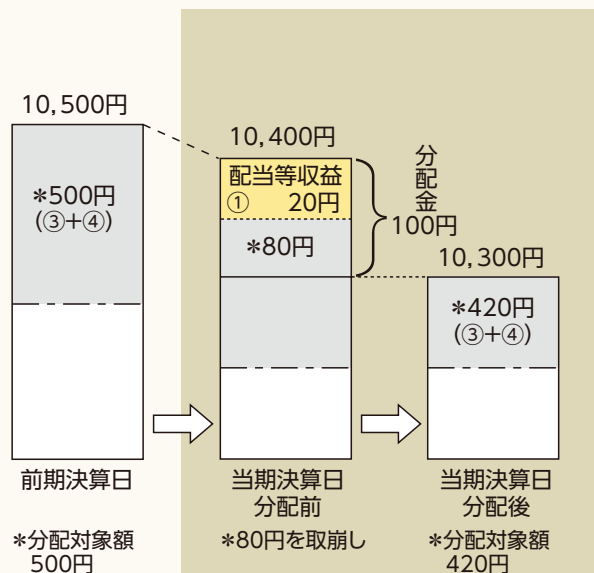 10,500円
*500円
(③+④)
前期決算日
*分配対象額
500円
10,400円
配当等収益
① 20円
*80円
分配金
100円
当期決算日
分配前
*80円を取崩し
10,300円
*420円
(③+④)
当期決算日
分配後
*分配対象額
420円